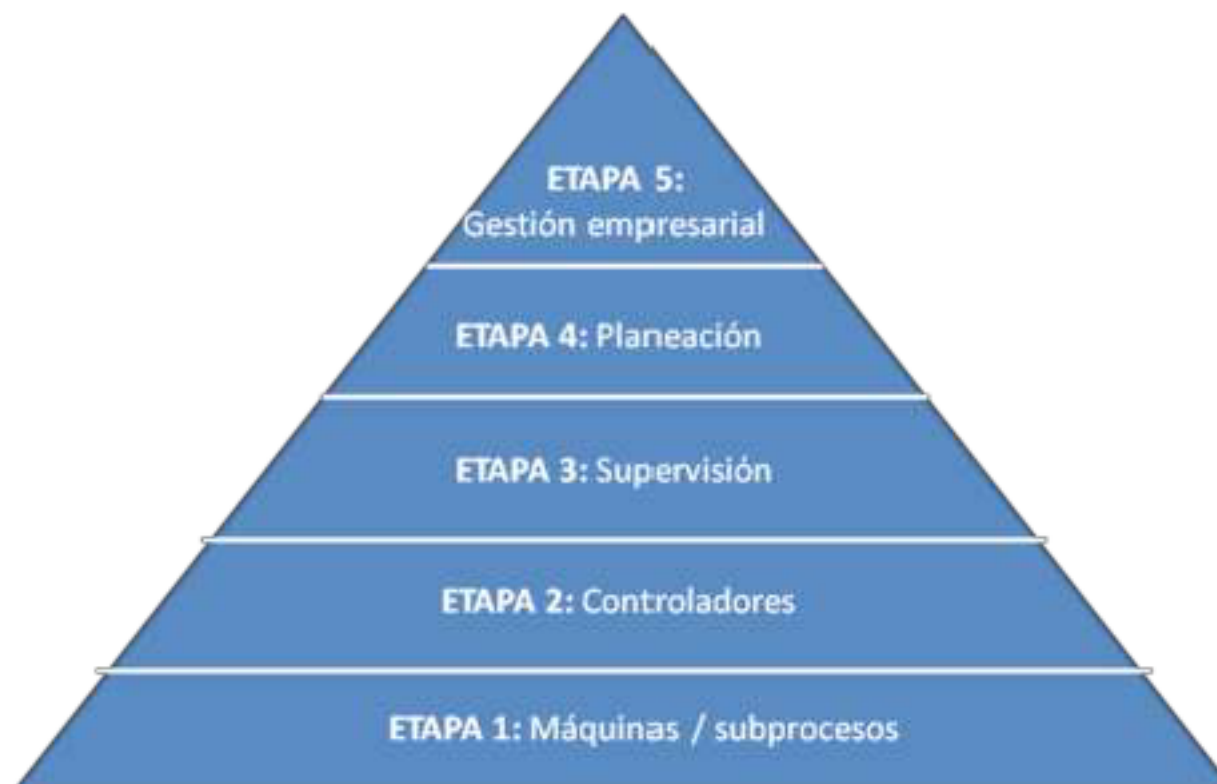 ETAPA 5:
Gestión empresarial
ETAPA 4: Planeación
ETAPA 3: Supervisión
ETAPA 2: Controladores
ETAPA 1: Máquinas / subprocesos